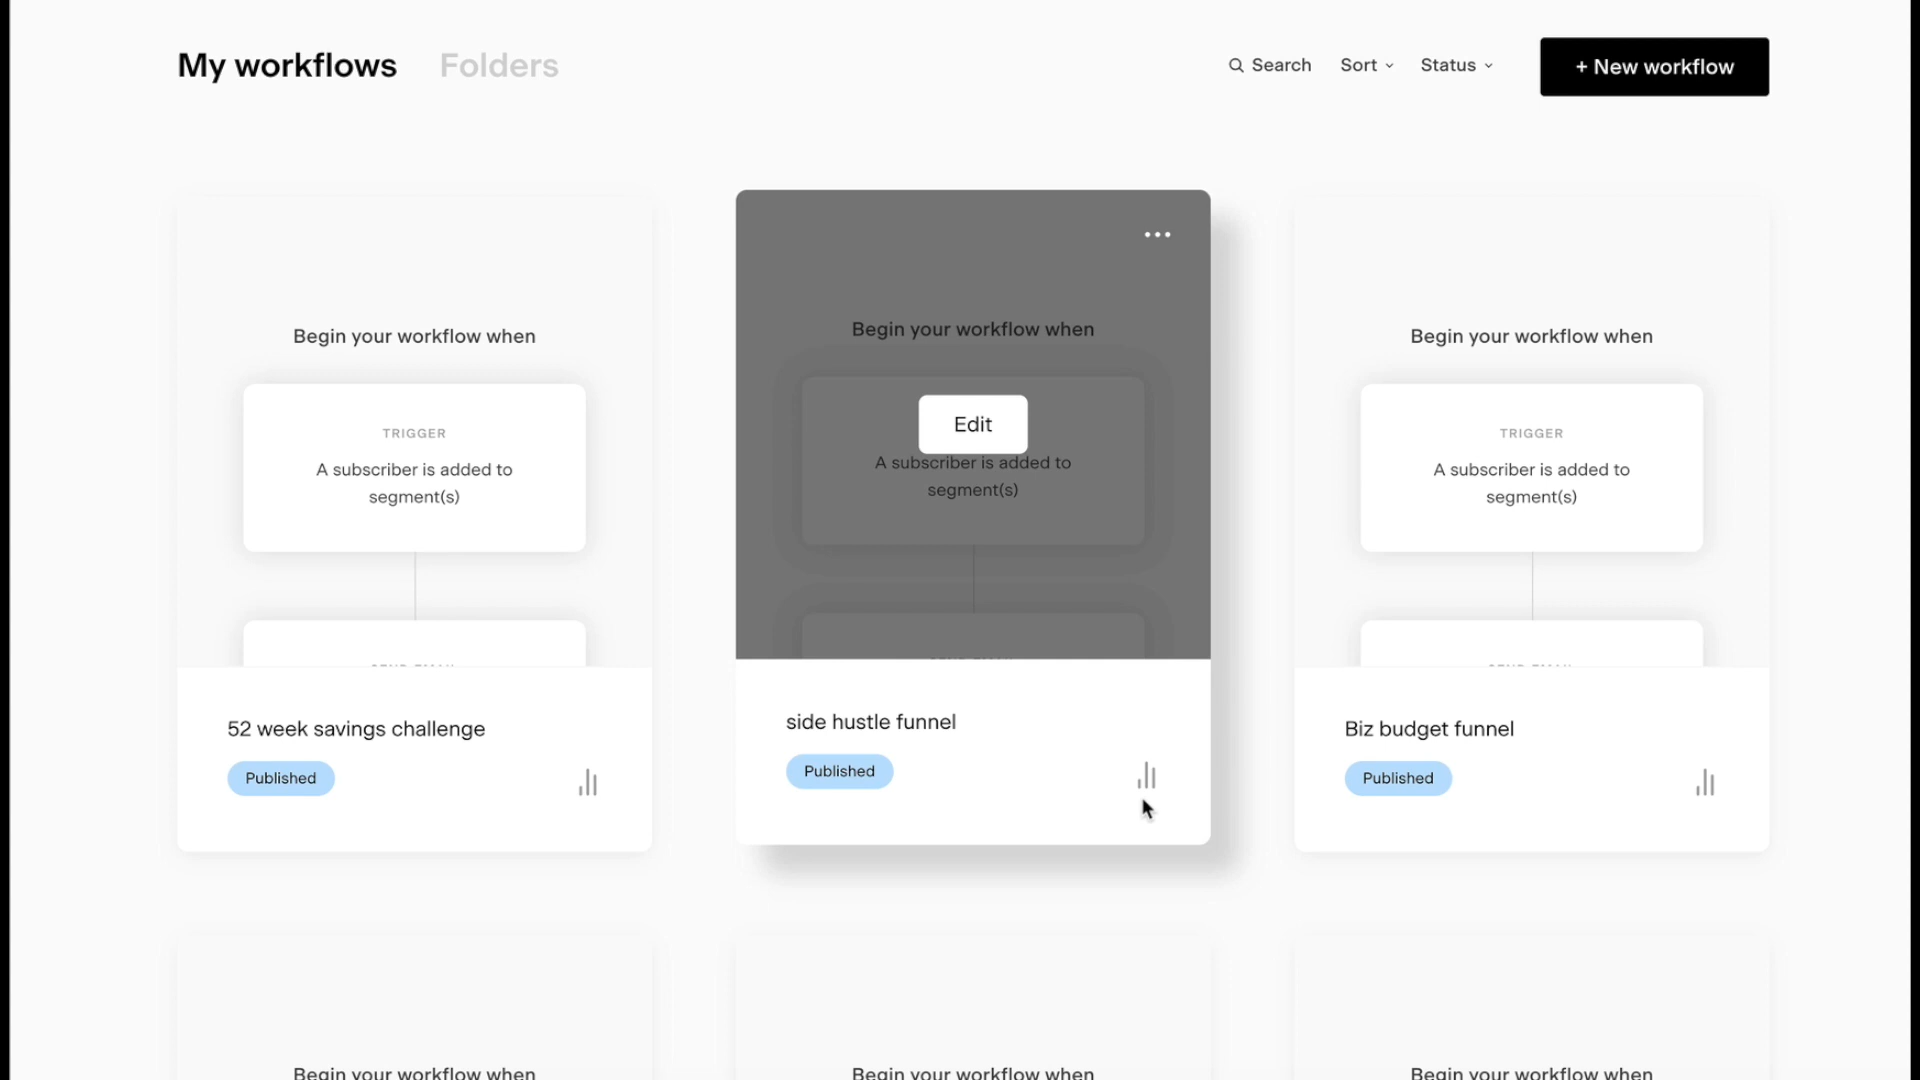 My workflows Folders Search Sort Status + New workflow
Begin your workflow when
TRIGGER
A subscriber is added to
segment(s)
52 week savings challenge
Published
Begin your workflow when
Edit
A subscriber is added to
segment(s)
side hustle funnel
Published
Begin your workflow when
TRIGGER
A subscriber is added to
segment(s)
Biz budget funnel
Published
Begin your workflow when
Begin your workflow when
Begin your workflow when